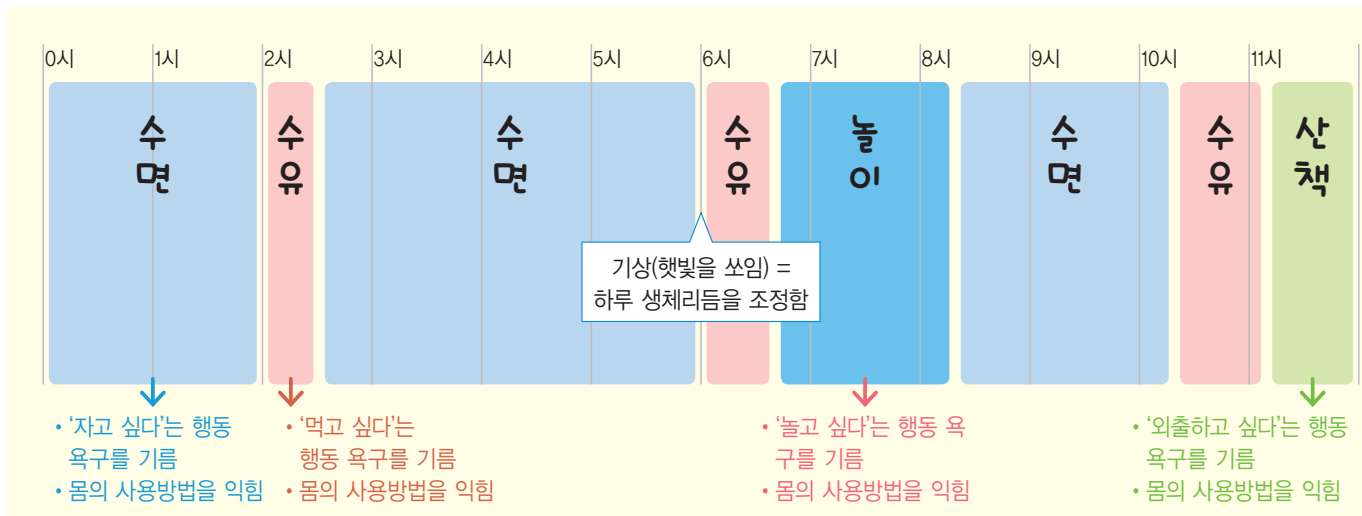 0시 1시 2시 3시 4시 5시 6시 7시 8시 9시 10시 11시
수면
수유
수면
수유
놀이
수면
수유
산책
기상(햇빛을 쏘임) =
하루 생체리듬을 조정함
• ‘자고 싶다’는 행동
욕구를 기름
• 몸의 사용방법을 익힘
• ‘먹고 싶다’는
행동 욕구를 기름
• 몸의 사용방법을 익힘
• ‘놀고 싶다’는 행동 욕
구를 기름
• 몸의 사용방법을 익힘
• ‘외출하고 싶다’는 행동
욕구를 기름
• 몸의 사용방법을 익힘